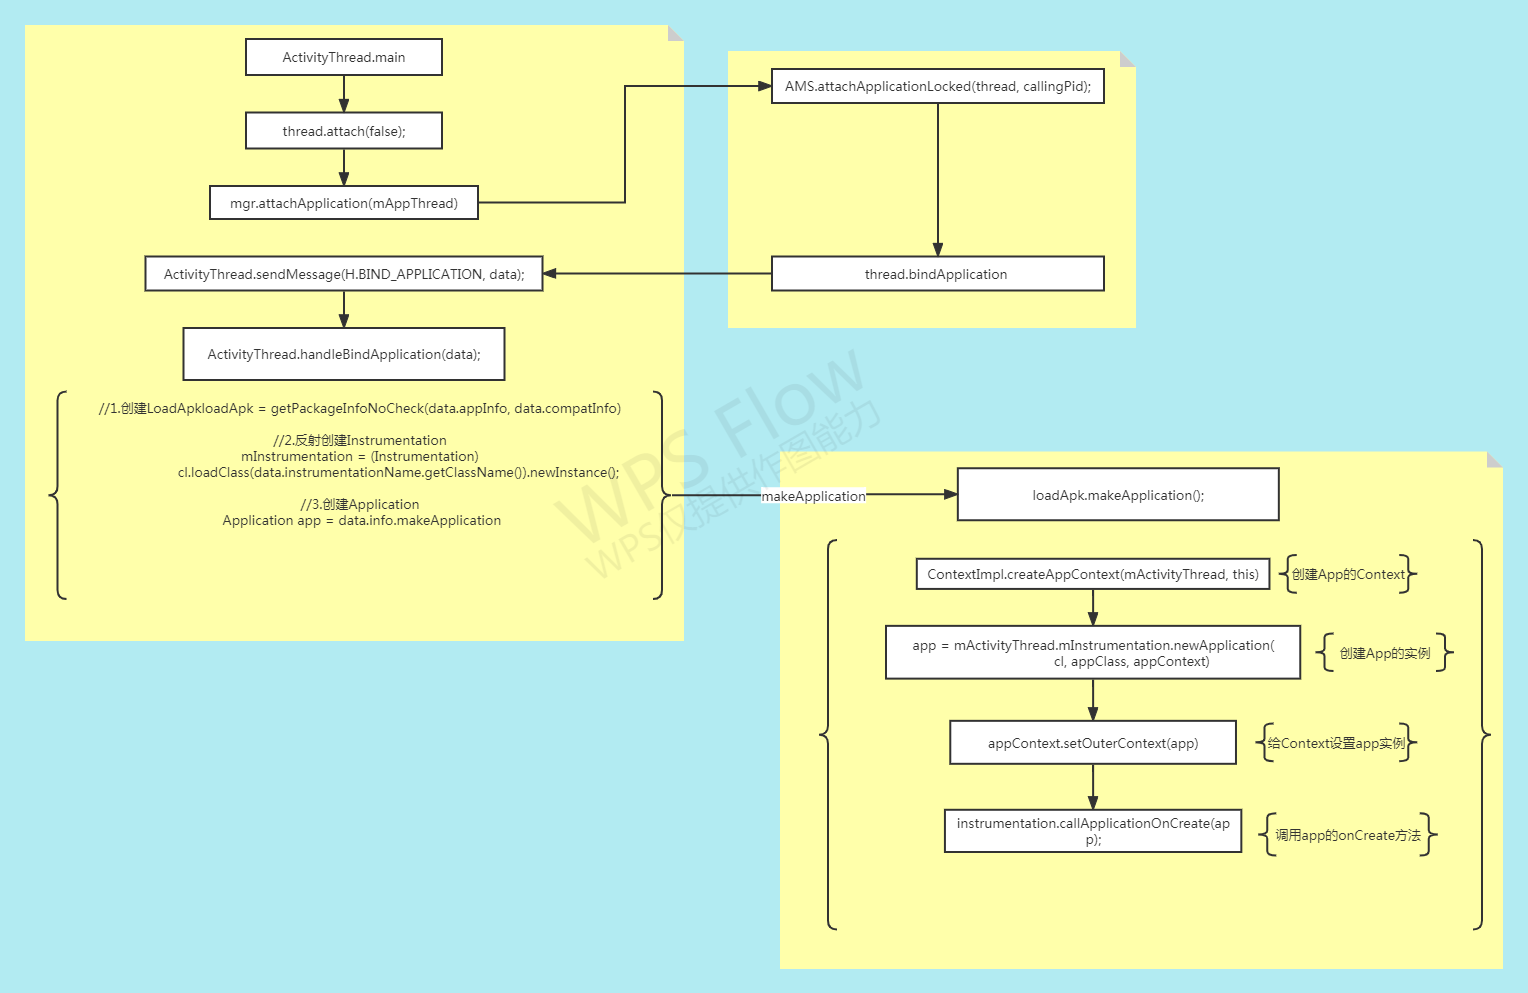 ActivityThread.main
thread.attach(false);
mgr.attachApplication(mAppThread)
AMS.attachApplicationLocked(thread, callingPid);
thread.bindApplication
ActivityThread.sendMessage(H.BIND_APPLICATION, data);
ActivityThread.handleBindApplication(data);
//1.创建LoadApkloadApk = getPackageInfoNoCheck(data.appInfo, data.compatInfo)
//2.反射创建Instrumentation
mInstrumentation = (Instrumentation)
cl.loadClass(data.instrumentationName.getClassName()).newInstance();
//3.创建Application
Application app = data.info.makeApplication
makeApplication
loadApk.makeApplication();
ContextImpl.createAppContext(mActivityThread, this)
创建App的Context
app = mActivityThread.mInstrumentation.newApplication(
cl, appClass, appContext)
创建App的实例
appContext.setOuterContext(app)
给Context设置app实例
instrumentation.callApplicationOnCreate(ap
p);
调用app的onCreate方法
WPS Flow
WPS仅提供作图能力